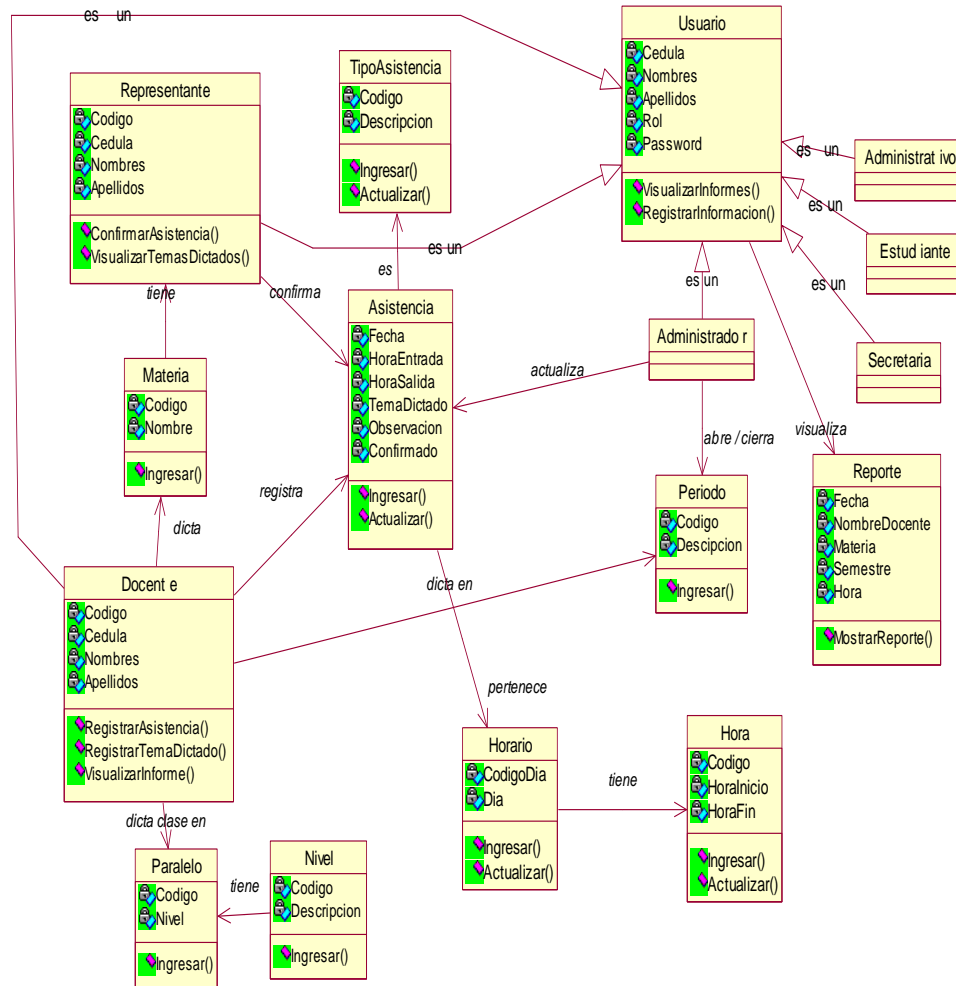 es un
Usuario
Cedula
Nombres
Apellidos
Rol
Password
VisualizarInformes()
RegistrarInformacion()
TipoAsistencia
Codigo
Descripcion
Ingresar()
Actualizar()
Representante
Codigo
Cedula
Nombres
Apellidos
ConfirmarAsistencia()
VisualizarTemasDictados()
es un
Administrat ivo
es un
Estud iante
es un
es un
es un
Secretaria
tiene
confirma
es
Asistencia
Fecha
HoraEntrada
HoraSalida
TemaDictado
Observacion
Confirmado
Ingresar()
Actualizar()
Administrado r
actualiza
abre / cierra
visualiza
Materia
Codigo
Nombre
Ingresar()
registra
dicta
Periodo
Codigo
Descipcion
Ingresar()
Reporte
Fecha
NombreDocente
Materia
Semestre
Hora
MostrarReporte()
dicta en
Docent e
Codigo
Cedula
Nombres
Apellidos
RegistrarAsistencia()
RegistrarTemaDictado()
VisualizarInforme()
pertenece
Horario
CodigoDia
Dia
Ingresar()
Actualizar()
tiene
Hora
Codigo
HoraInicio
HoraFin
Ingresar()
Actualizar()
dicta clase en
Paralelo
Codigo
Nivel
Ingresar()
tiene
Nivel
Codigo
Descripcion
Ingresar()